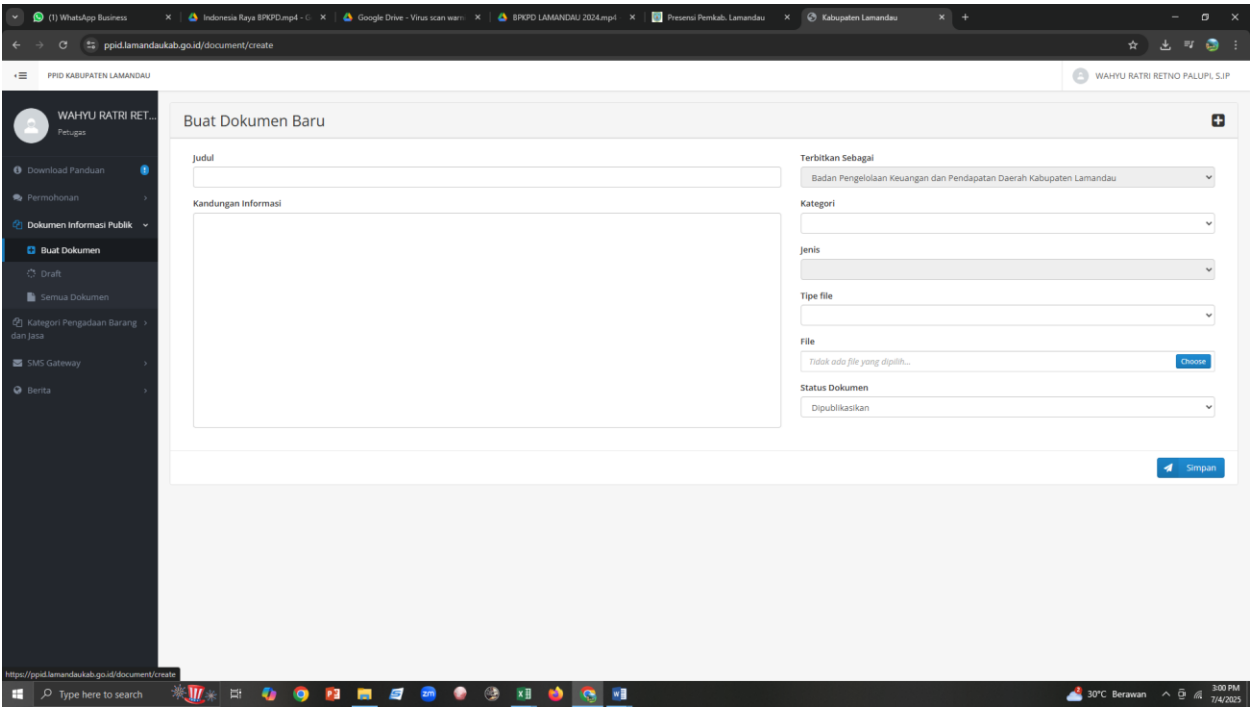 (1) WhatsApp Business
Indonesia Raya BPKPD.mp4 - G
Google Drive - Virus scan warn
BPKPD LAMANDAU 2024.mp4
Presensi Pemkab. Lamandau
Kabupaten Lamandau
ppid.lamandaukab.go.id/document/create
PPID KABUPATEN LAMANDAU
WAHYU RATRI RETNO PALUPI, S.IP
WAHYU RATRI RET...
Petugas
Download Panduan
Permohonan
Dokumen Informasi Publik
Buat Dokumen
Draft
Semua Dokumen
Kategori Pengadaan Barang
dan Jasa
SMS Gateway
Berita
Buat Dokumen Baru
Judul
Kandungan Informasi
Terbitkan Sebagai
Badan Pengelolaan Keuangan dan Pendapatan Daerah Kabupaten Lamandau
Kategori
Jenis
Tipe file
File
Tidak ada file yang dipilih...
Choose
Status Dokumen
Dipublikasikan
Simpan
https://ppid.lamandaukab.go.id/document/create
Type here to search
zm
30°C Berawan
3:00 PM
7/4/2025